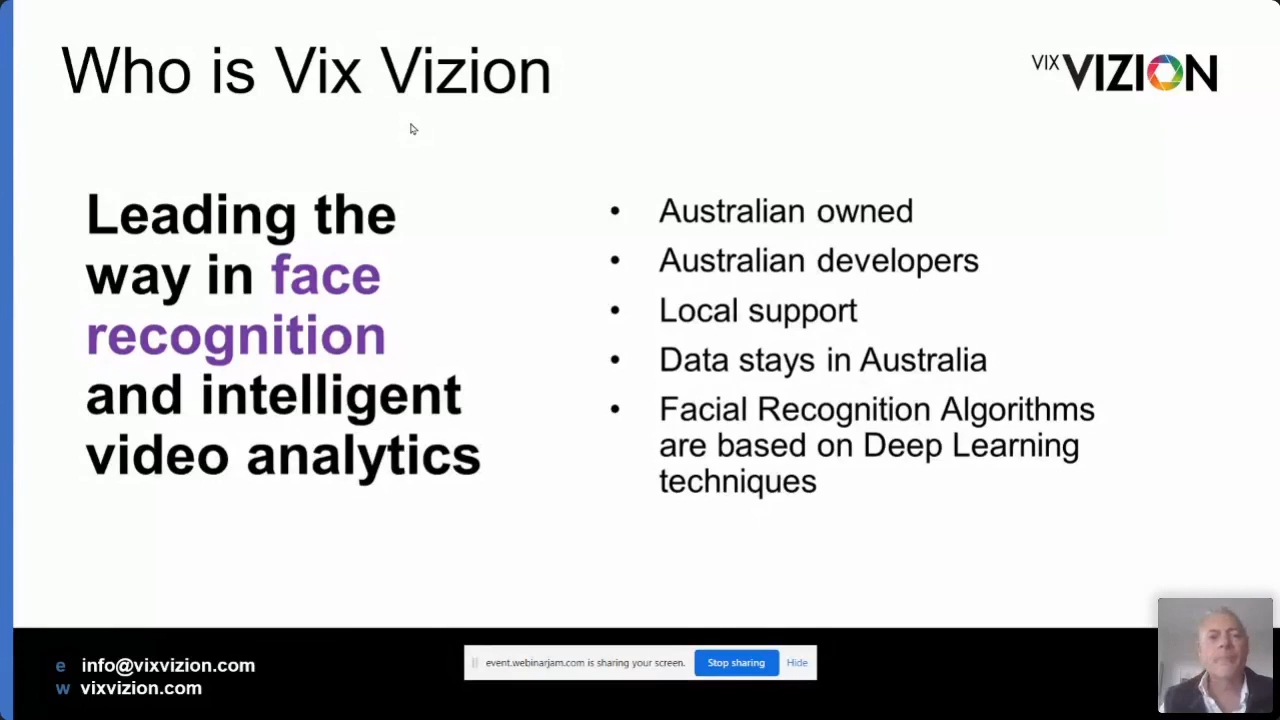 Who is Vix Vizion
VIX VIZION
Leading the
way in face
recognition
and intelligent
video analytics
• Australian owned
• Australian developers
• Local support
• Data stays in Australia
• Facial Recognition Algorithms
are based on Deep Learning
techniques
e info@vixvizion.com
w vixvizion.com
event.webinarjam.com is sharing your screen. Stop sharing Hide